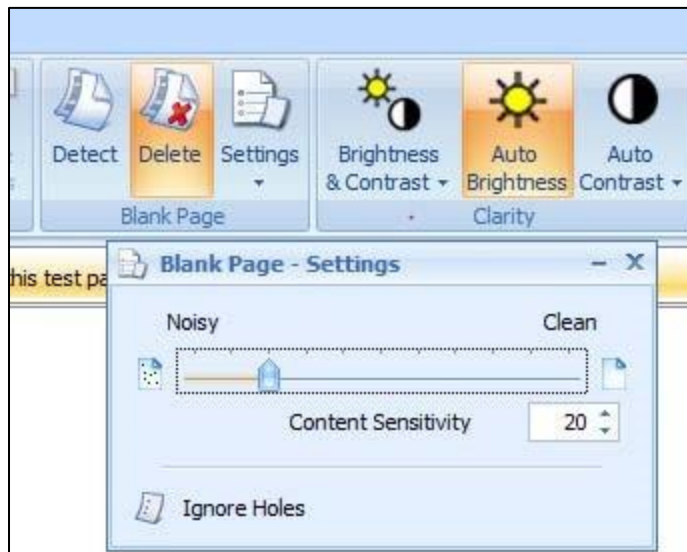 Detect Delete Settings Brightness Auto Auto
& Contrast Brightness Contrast
Blank Page Clarity
this test pa
Blank Page - Settings
Noisy Clean
Content Sensitivity 20
Ignore Holes